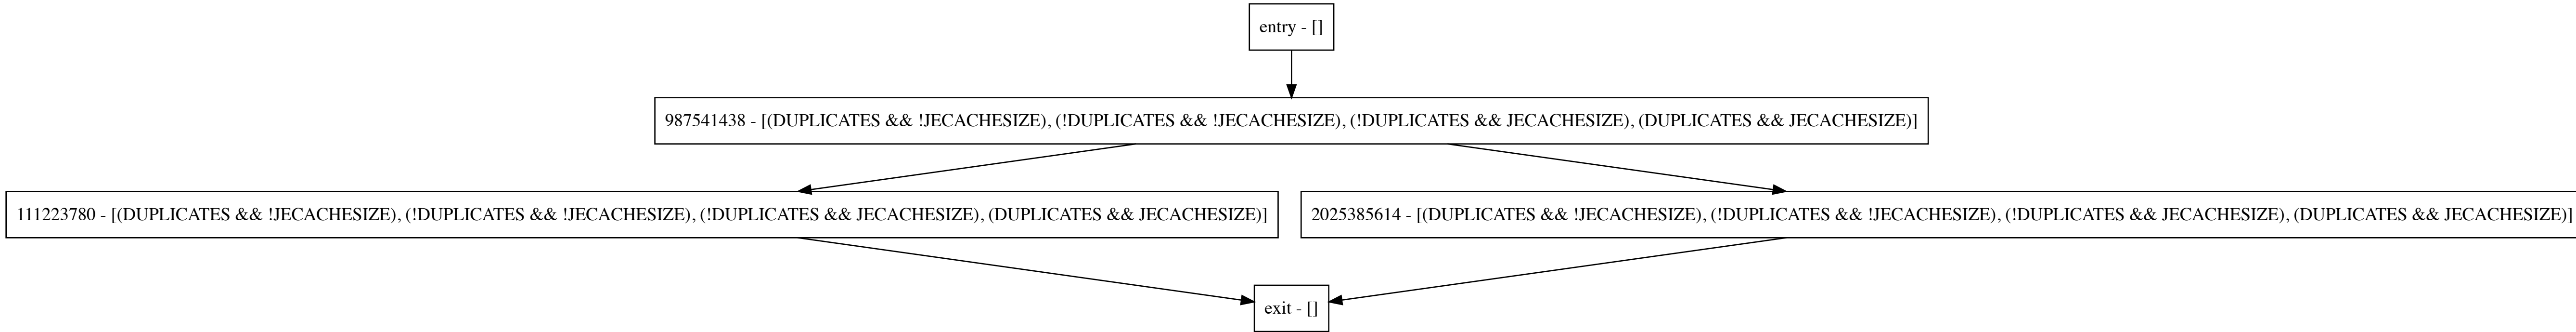 entry - []
987541438 - [(DUPLICATES && !JECACHESIZE), (!DUPLICATES && !JECACHESIZE), (!DUPLICATES && JECACHESIZE), (DUPLICATES && JECACHESIZE)]
111223780 - [(DUPLICATES && !JECACHESIZE), (!DUPLICATES && !JECACHESIZE), (!DUPLICATES && JECACHESIZE), (DUPLICATES && JECACHESIZE)]
2025385614 - [(DUPLICATES && !JECACHESIZE), (!DUPLICATES && !JECACHESIZE), (!DUPLICATES && JECACHESIZE), (DUPLICATES && JECACHESIZE)]
exit - []